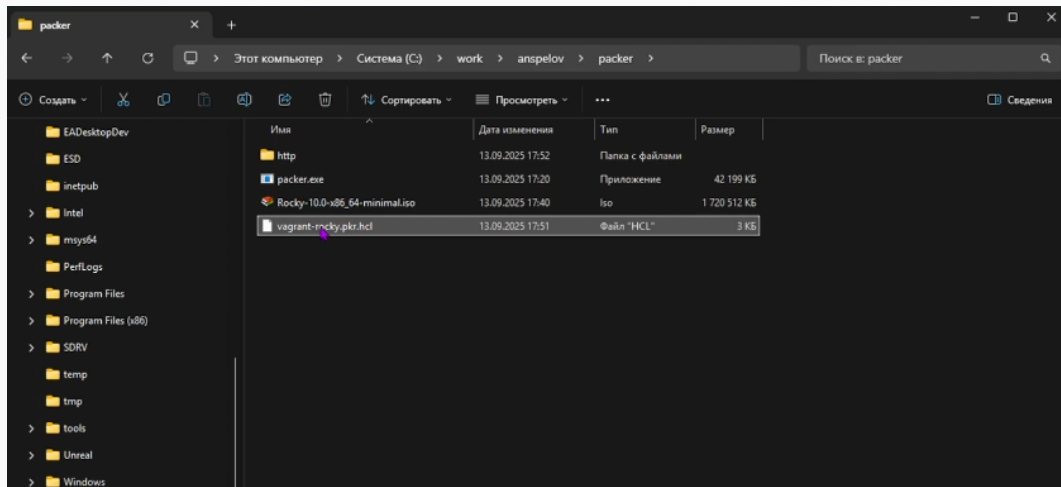 packer
Этот компьютер > Система (C:) > work > anspelov > packer >
Поиск в: packer
Создать
Сортировать
Просмотреть
Сведения
EADesktopDev
ESD
inetpub
Intel
msys64
PerfLogs
Program Files
Program Files (x86)
SDRV
temp
tmp
tools
Unreal
Windows
Имя Дата изменения Тип Размер
http 13.09.2025 17:52 Папка с файлами
packer.exe 13.09.2025 17:20 Приложение 42 199 КБ
Rocky-10.0-x86_64-minimal.iso 13.09.2025 17:40 Iso 1 720 512 КБ
vagrant-rocky.pkr.hcl 13.09.2025 17:51 Файл "HCL" 3 КБ